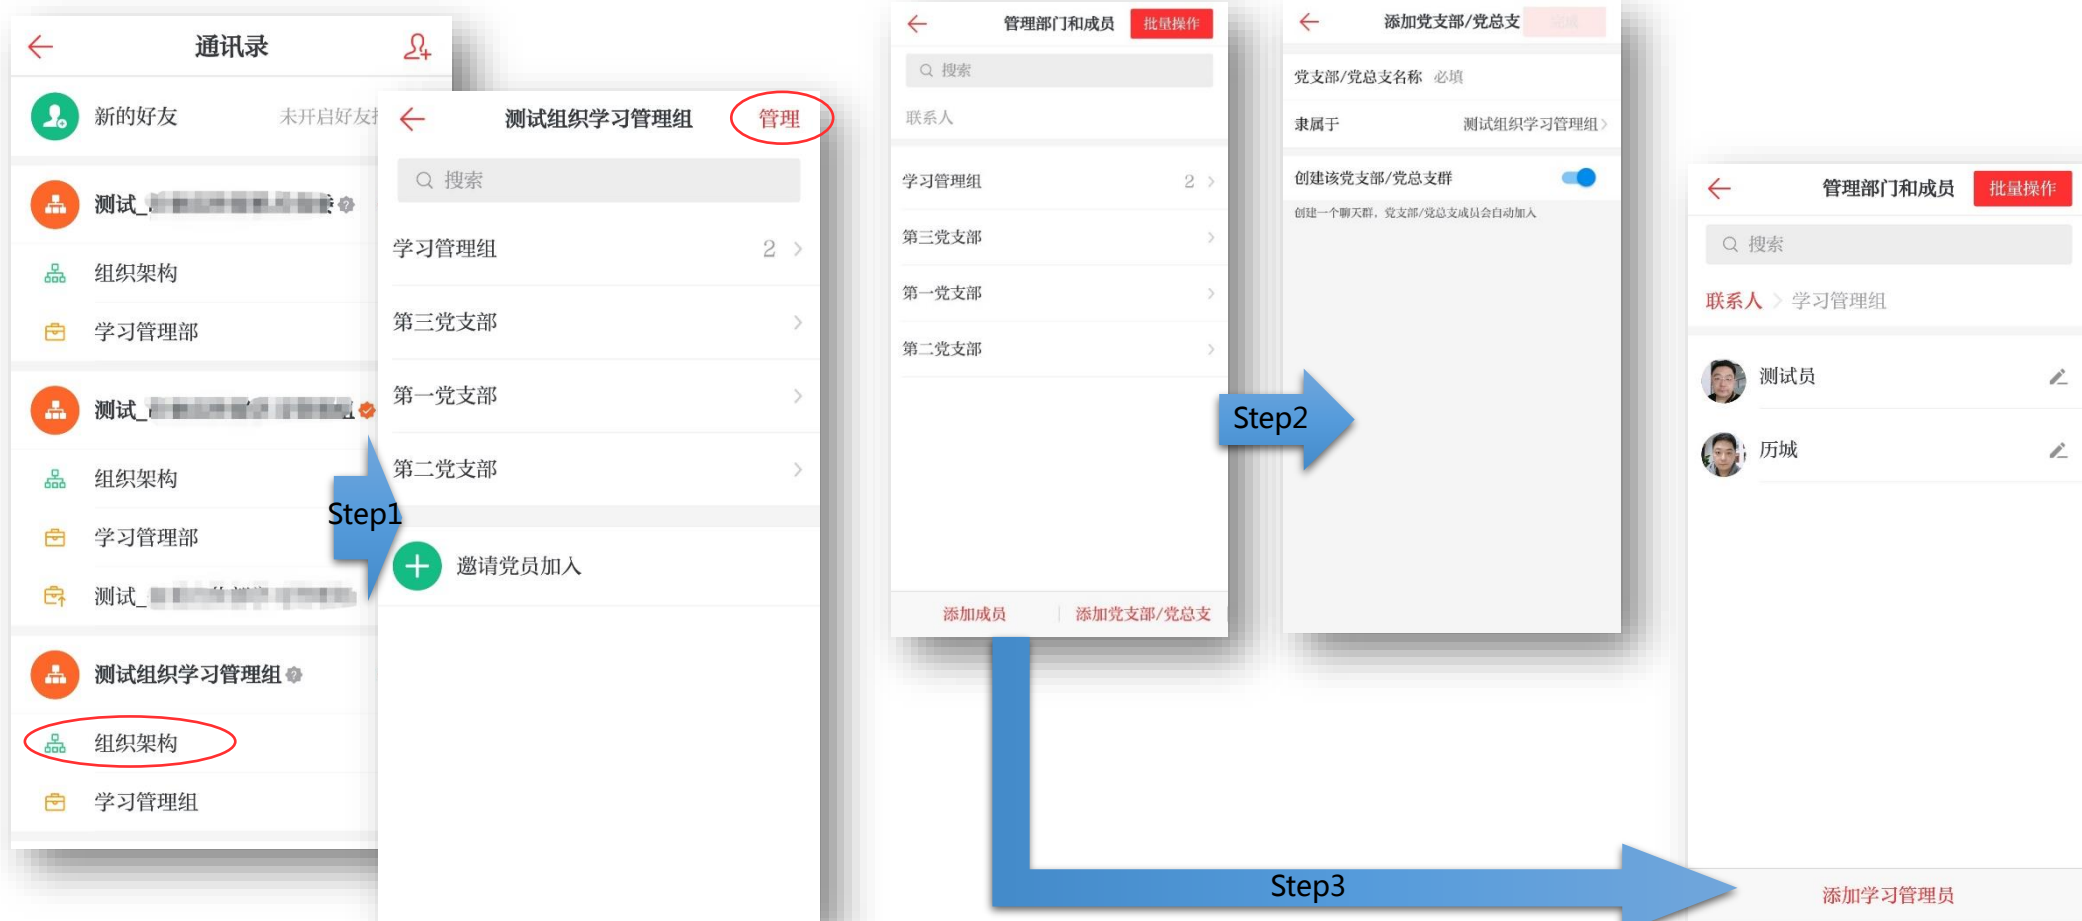 通讯录
新的好友 未开启好友
测试_
组织架构
学习管理部
测试_
组织架构
学习管理部
测试_
测试组织学习管理组
组织架构
学习管理组
Step1
测试组织学习管理组 管理
搜索
学习管理组 2
第三党支部
第一党支部
第二党支部
邀请党员加入
管理部门和成员 批量操作
搜索
联系人
学习管理组 2
第三党支部
第一党支部
第二党支部
添加成员 添加党支部/党总支
Step2
添加党支部/党总支 完成
党支部/党总支名称 必填
隶属于 测试组织学习管理组
创建该党支部/党总支群
创建一个聊天群，党支部/党总支成员会自动加入
Step3
管理部门和成员 批量操作
搜索
联系人 > 学习管理组
测试员
历城
添加学习管理员